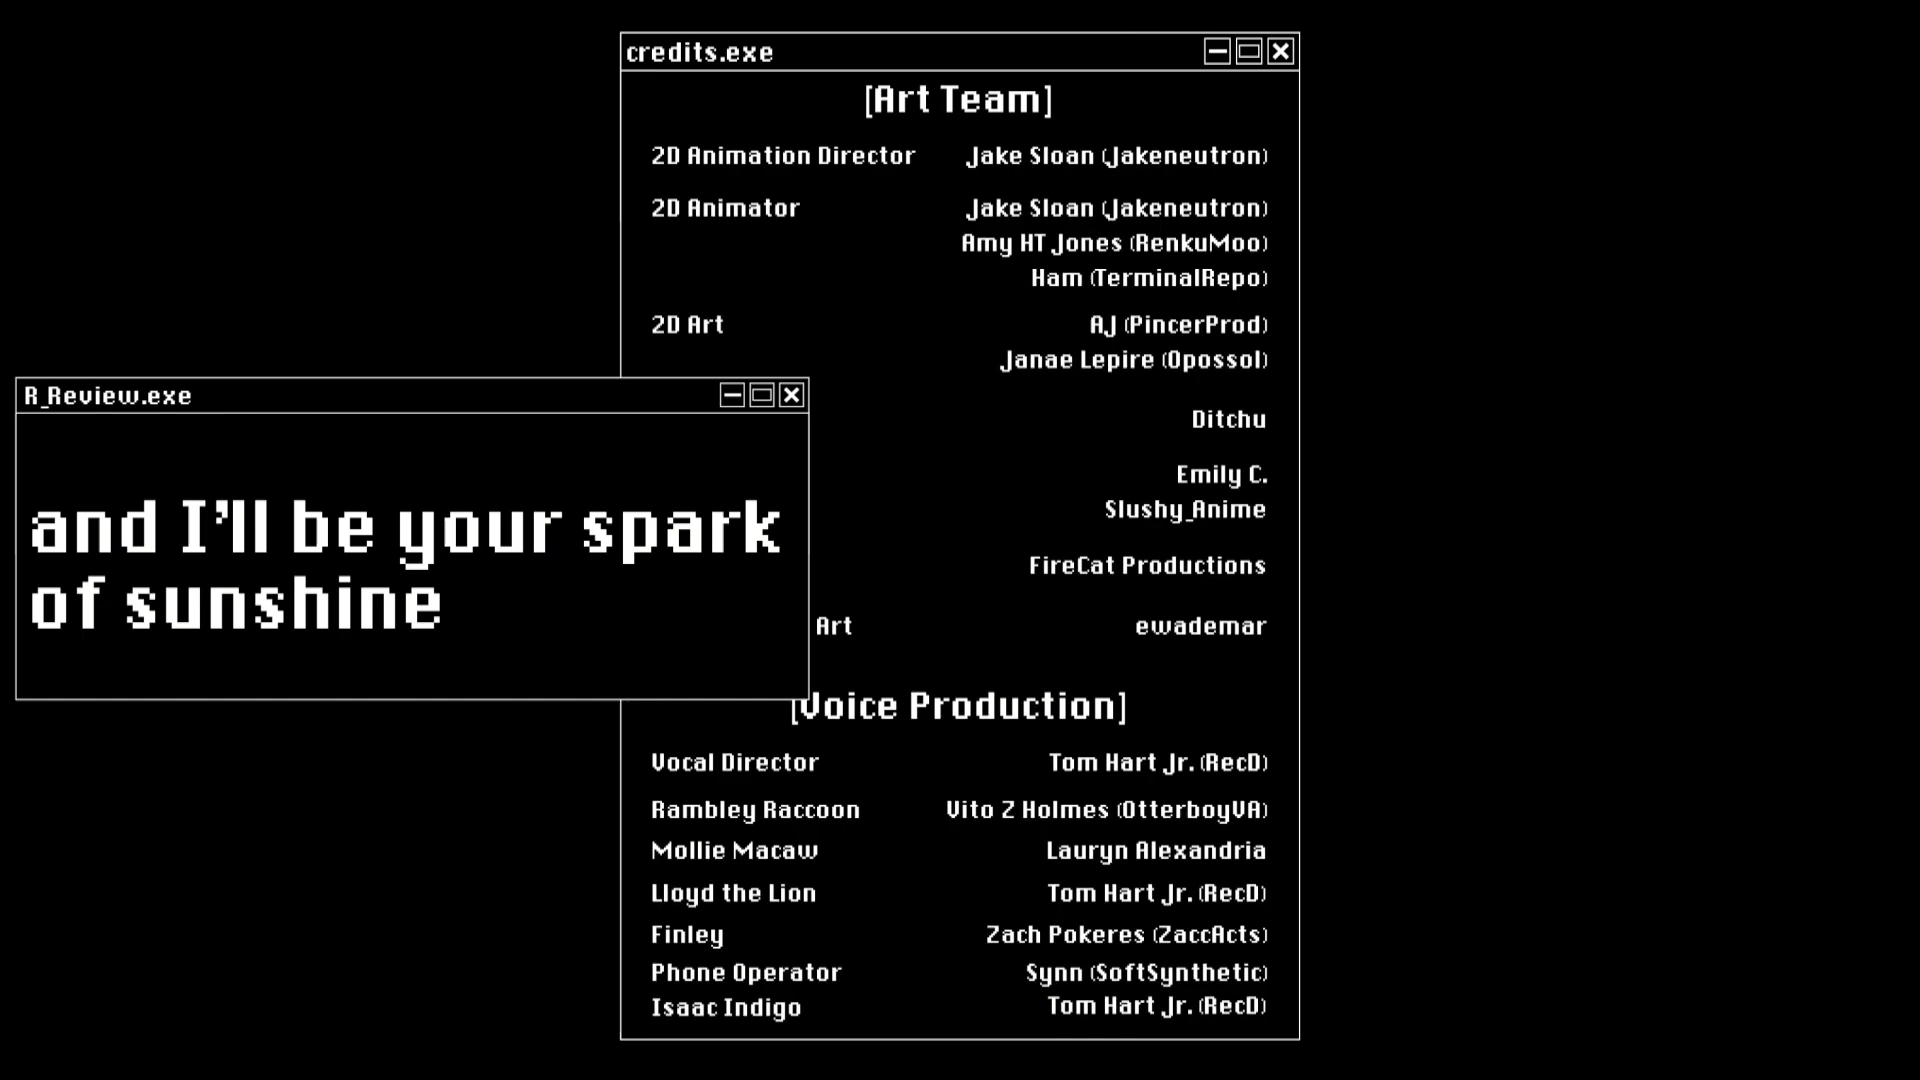 credits.exe
[Art Team]
2D Animation Director Jake Sloan (Jakeneutron)
2D Animator Jake Sloan (Jakeneutron)
Amy HT Jones (RenkuMoo)
Ham (TerminalRepo)
2D Art AJ (PincerProd)
Janae Lepire (Opossol)
Ditchu
Emily C.
Slushy_Anime
FireCat Productions
Art ewademar
R_Review.exe
and I'll be your spark
of sunshine
[Voice Production]
Vocal Director Tom Hart Jr. (RecD)
Rambley Raccoon Vito Z Holmes (OtterboyVA)
Mollie Macaw Lauryn Alexandria
Lloyd the Lion Tom Hart Jr. (RecD)
Finley Zach Pokeres (ZaccActs)
Phone Operator Synn (SoftSynthetic)
Isaac Indigo Tom Hart Jr. (RecD)